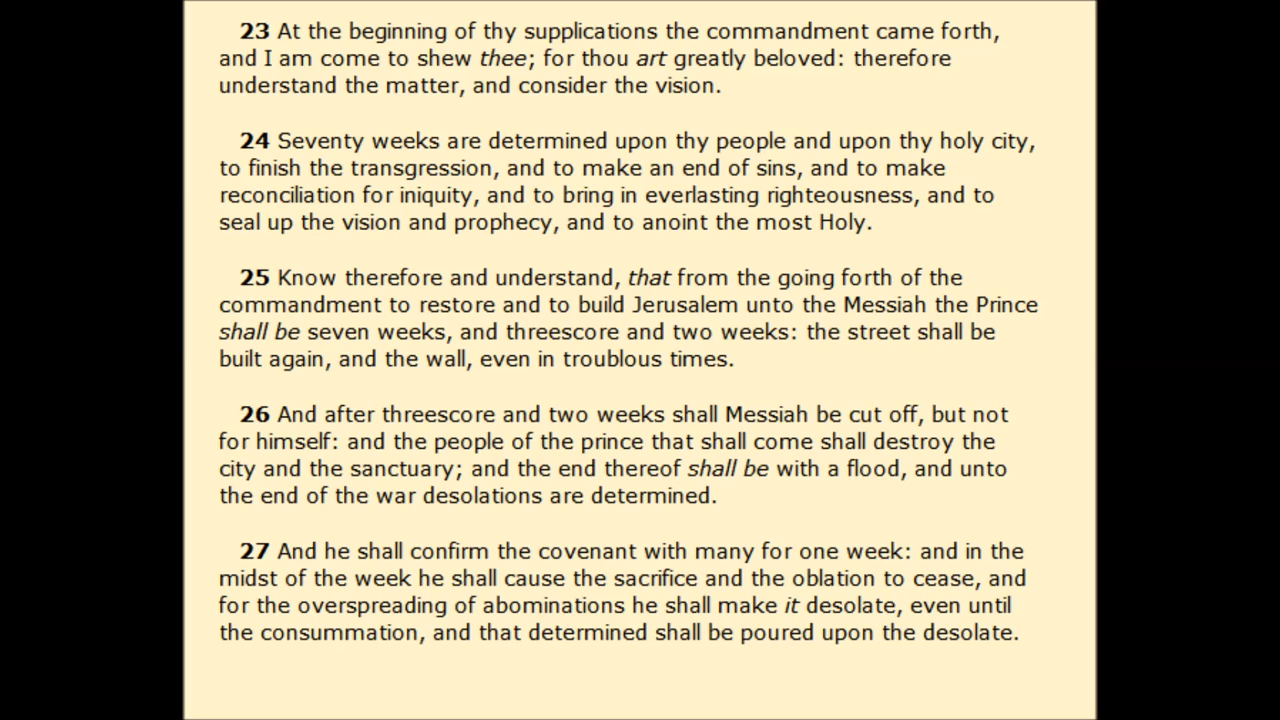 23 At the beginning of thy supplications the commandment came forth,
and I am come to shew thee; for thou art greatly beloved: therefore
understand the matter, and consider the vision.
24 Seventy weeks are determined upon thy people and upon thy holy city,
to finish the transgression, and to make an end of sins, and to make
reconciliation for iniquity, and to bring in everlasting righteousness, and to
seal up the vision and prophecy, and to anoint the most Holy.
25 Know therefore and understand, that from the going forth of the
commandment to restore and to build Jerusalem unto the Messiah the Prince
shall be seven weeks, and threescore and two weeks: the street shall be
built again, and the wall, even in troublous times.
26 And after threescore and two weeks shall Messiah be cut off, but not
for himself: and the people of the prince that shall come shall destroy the
city and the sanctuary; and the end thereof shall be with a flood, and unto
the end of the war desolations are determined.
27 And he shall confirm the covenant with many for one week: and in the
midst of the week he shall cause the sacrifice and the oblation to cease, and
for the overspreading of abominations he shall make it desolate, even until
the consummation, and that determined shall be poured upon the desolate.